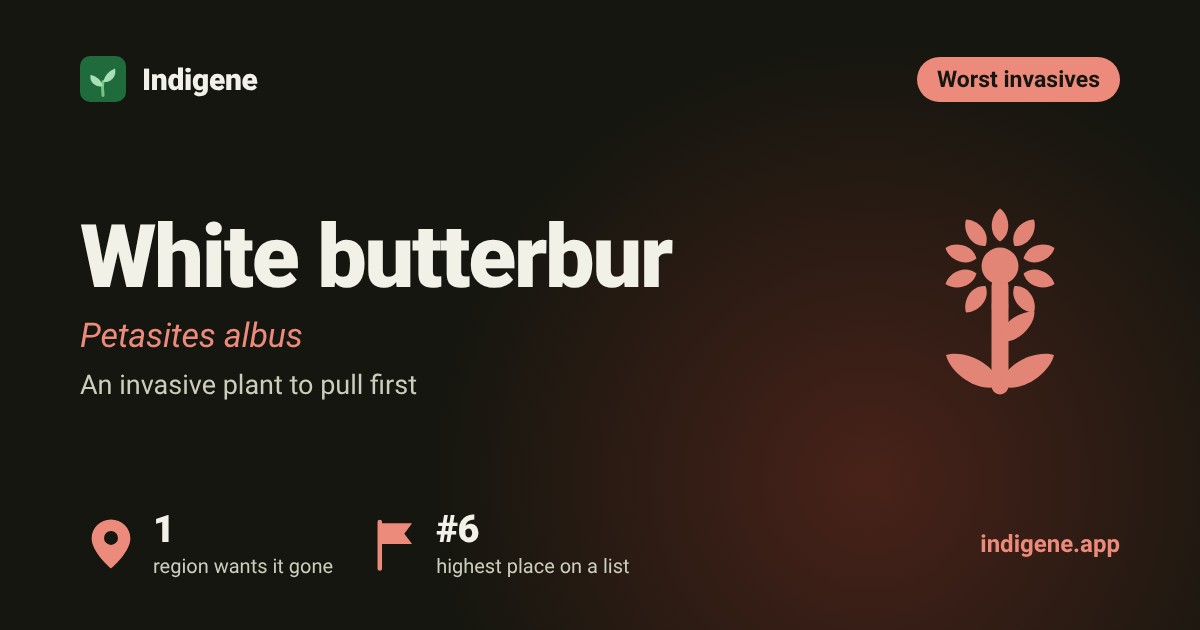 Indigene
Worst invasives
White butterbur
Petasites albus
An invasive plant to pull first
1
region wants it gone
#6
highest place on a list
indigene.app